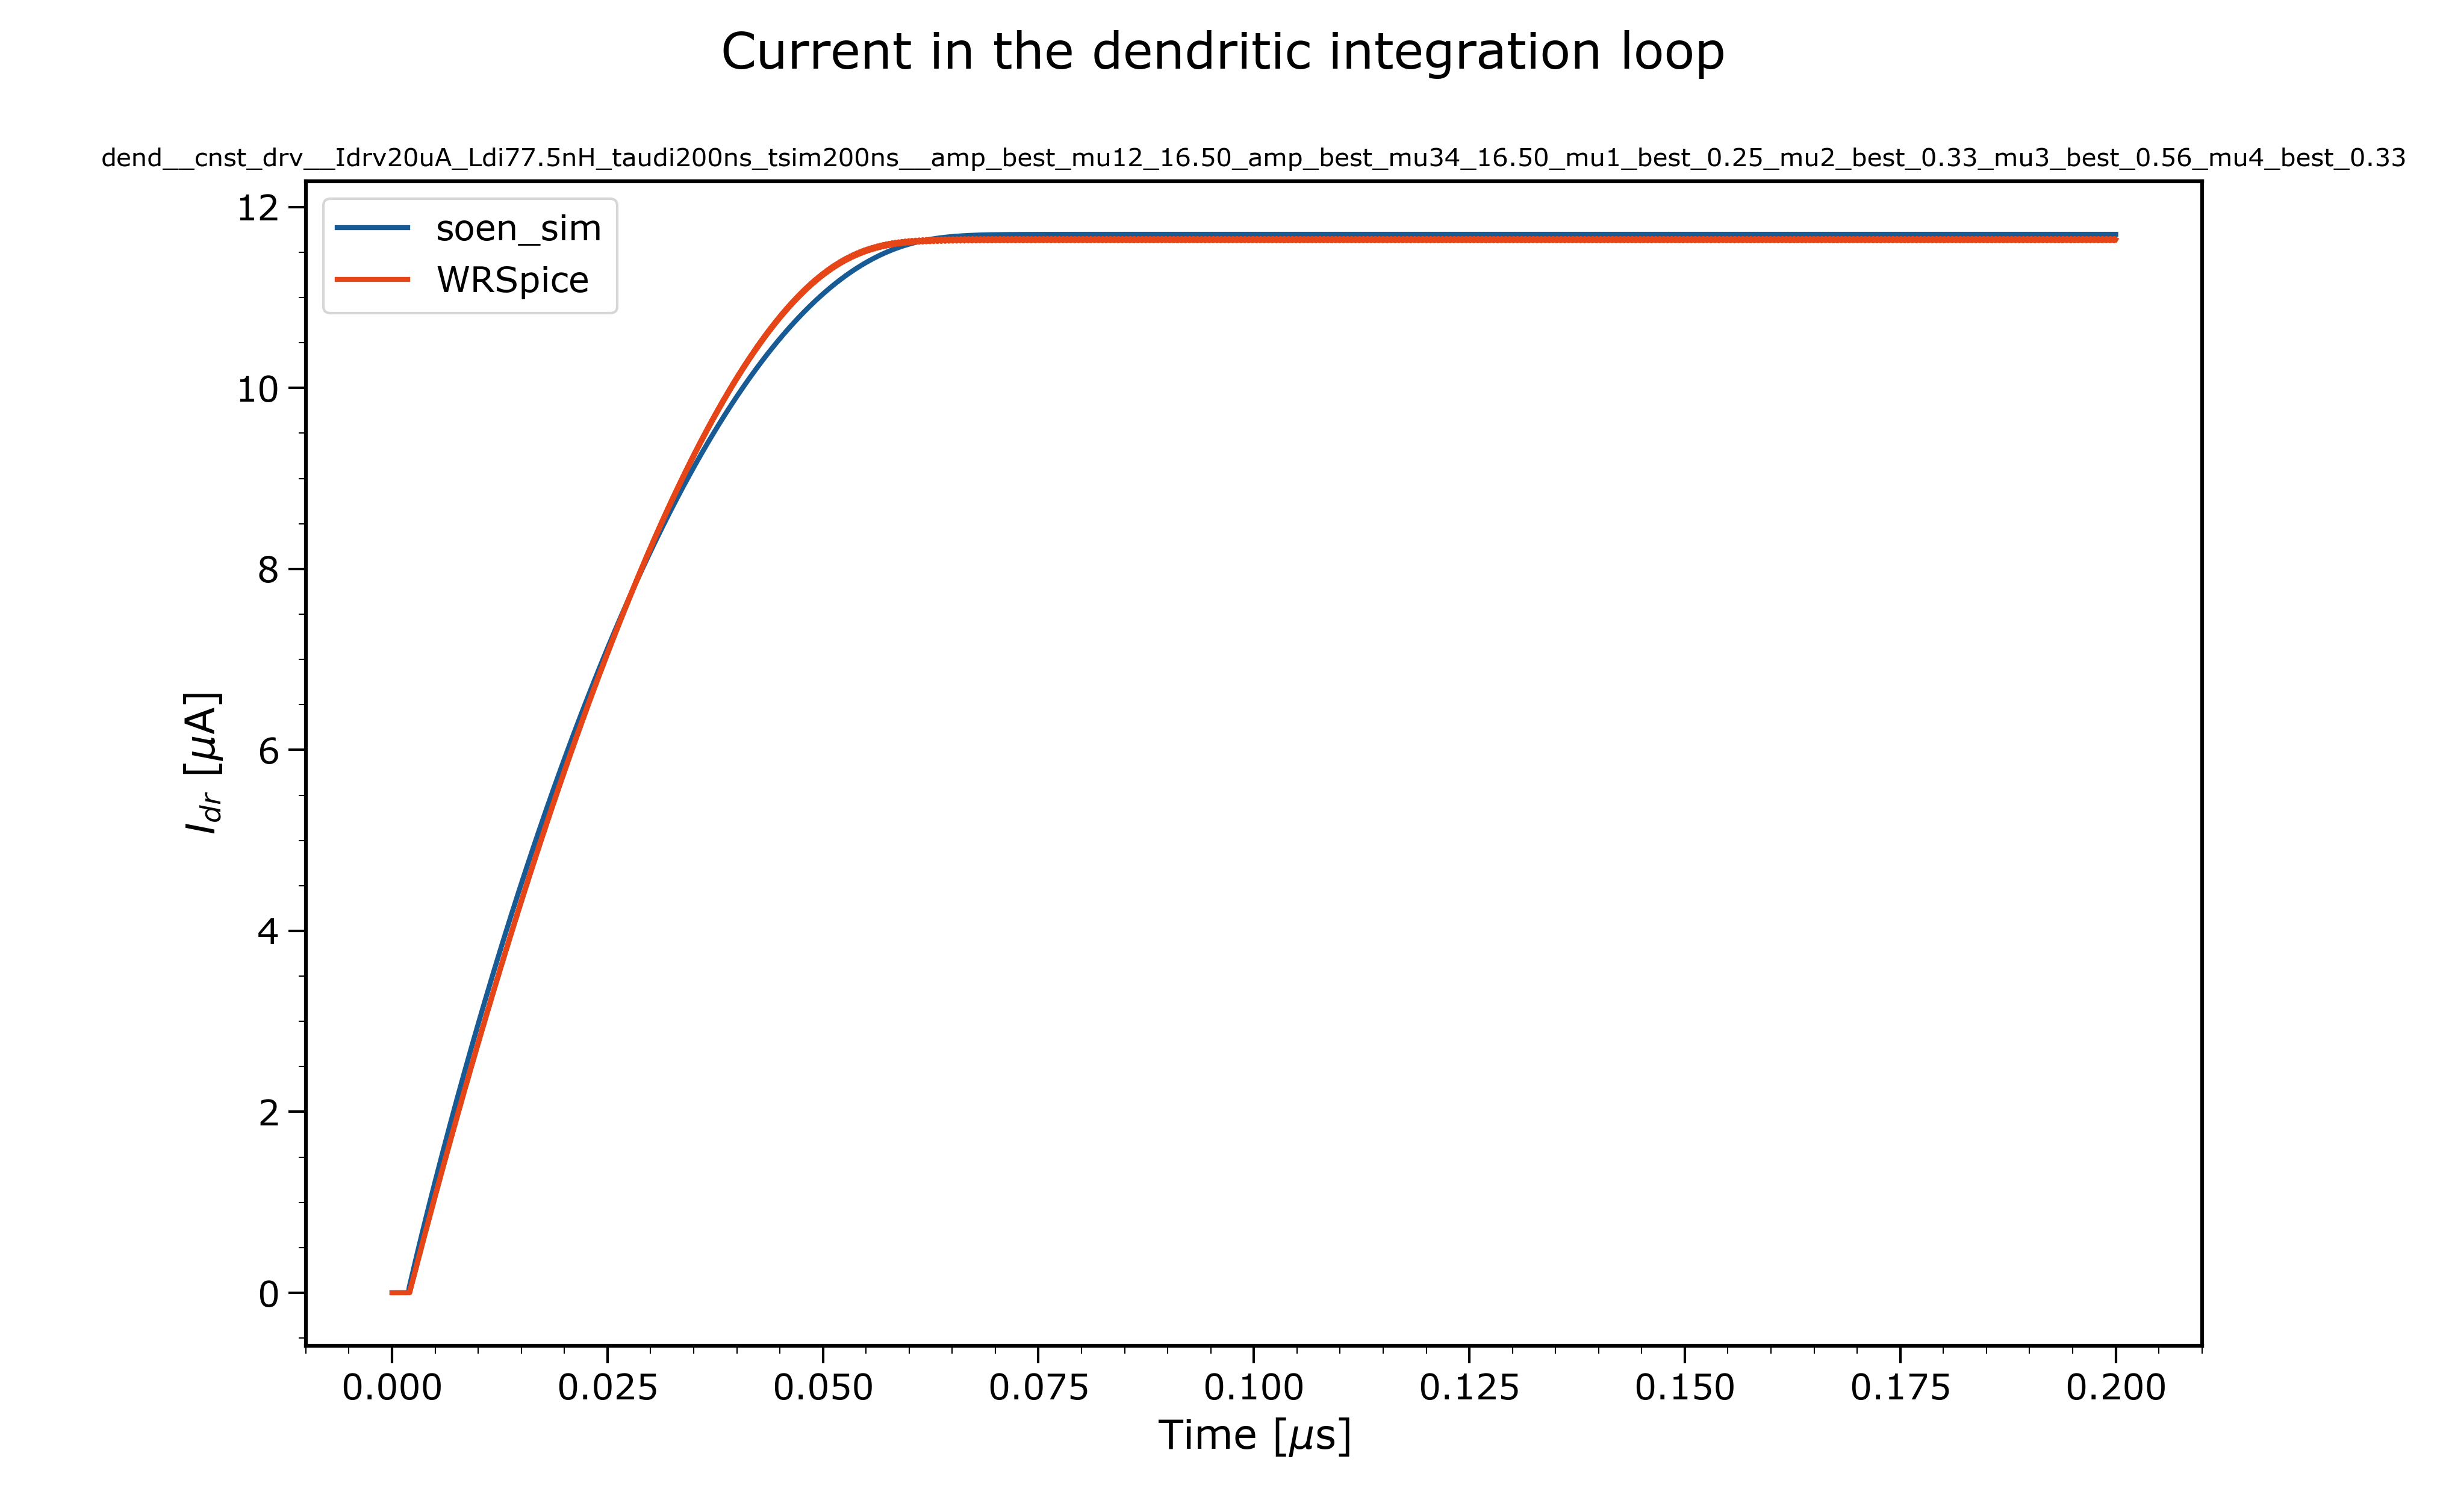 Current in the dendritic integration loop
dend__cnst_drv__Idrv20uA_Ldi77.5nH_taudi200ns_tsim200ns__amp_best_mu12_16.50_amp_best_mu34_16.50_mu1_best_0.25_mu2_best_0.33_mu3_best_0.56_mu4_best_0.33
soen_sim
WRSpice
12
10
8
6
4
2
0
I_dr [μA]
0.000 0.025 0.050 0.075 0.100 0.125 0.150 0.175 0.200
Time [μs]